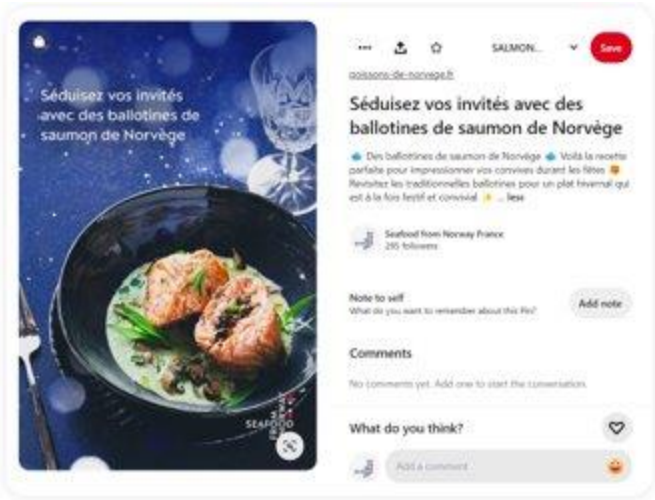 Séduisez vos invités
avec des ballotines de
saumon de Norvège
SEAFOOD
FROM
NORWAY
SALMON...
Save
poissons-de-norvege.fr
Séduisez vos invités avec des
ballotines de saumon de Norvège
Des ballottines de saumon de Norvège Voilà la recette
parfaite pour impressionner vos convives durant les fêtes
Revisitez les traditionnelles ballotines pour un plat hivernal qui
est à la fois festif et convivial ... less
Seafood from Norway France
295 followers
Note to self
What do you want to remember about this Pin?
Add note
Comments
No comments yet. Add one to start the conversation.
What do you think?
Add a comment